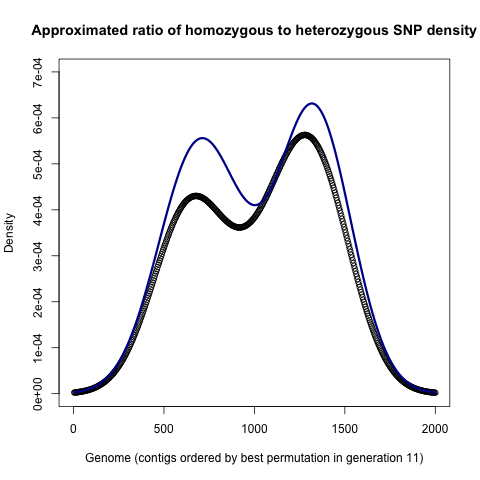 Approximated ratio of homozygous to heterozygous SNP density
7e-04
6e-04
5e-04
4e-04
3e-04
2e-04
1e-04
0e+00
Density
0 500 1000 1500 2000
Genome (contigs ordered by best permutation in generation 11)